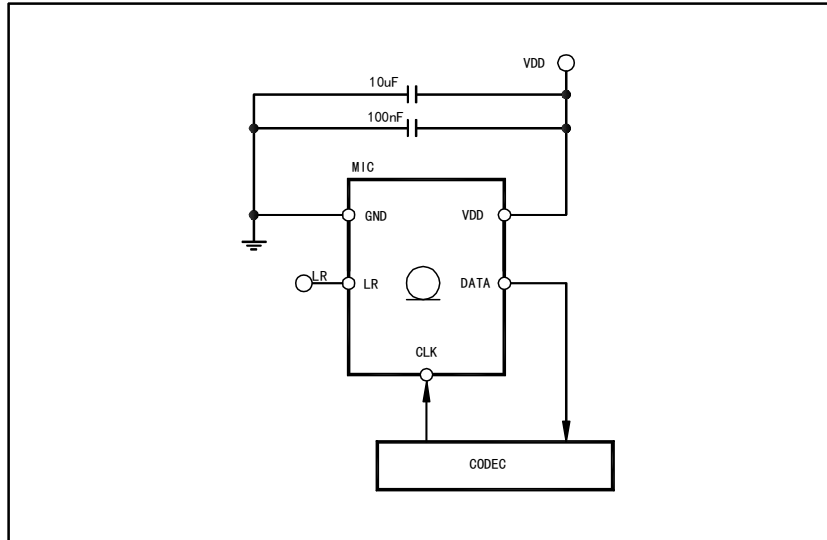 VDD
10uF
100nF
MIC
GND VDD
LR LR DATA
CLK
CODEC